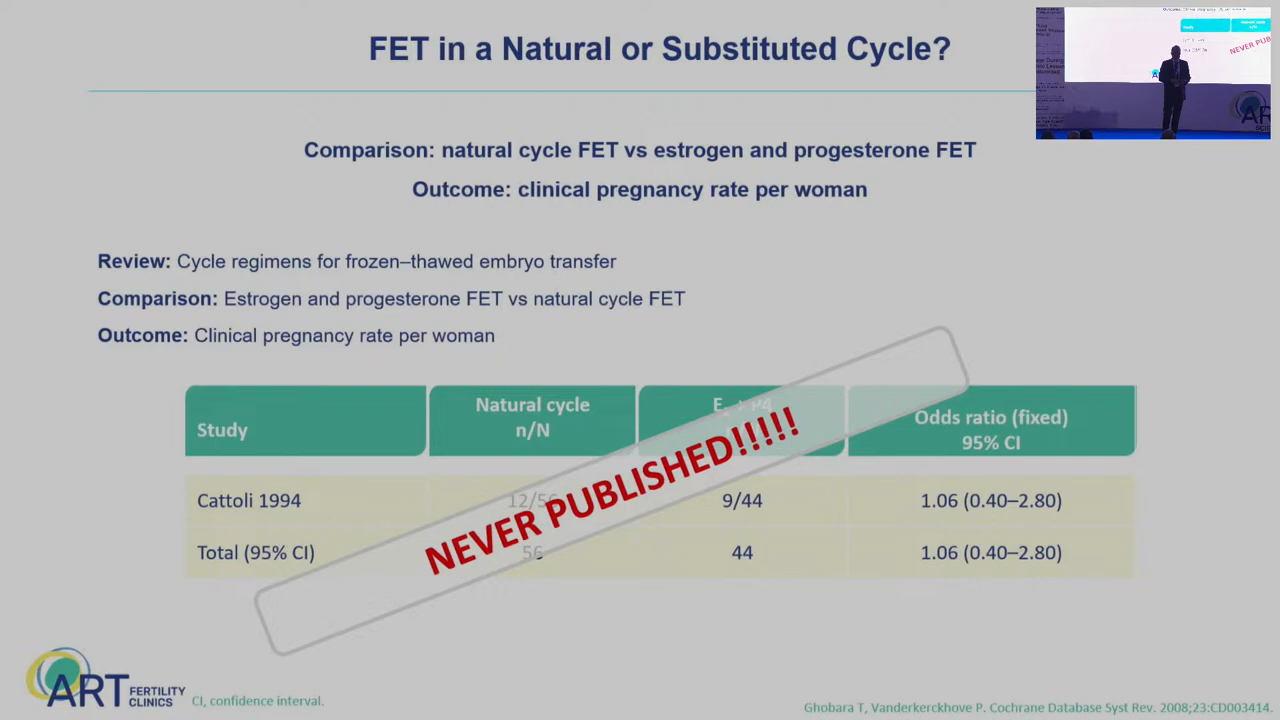 FET in a Natural or Substituted Cycle?
NEVER PUB
Comparison: natural cycle FET vs estrogen and progesterone FET
Outcome: clinical pregnancy rate per woman
Review: Cycle regimens for frozen–thawed embryo transfer
Comparison: Estrogen and progesterone FET vs natural cycle FET
Outcome: Clinical pregnancy rate per woman
Study
Natural cycle
n/N
Odds ratio (fixed)
95% CI
Cattoli 1994
12/56
9/44
1.06 (0.40–2.80)
Total (95% CI)
56
44
1.06 (0.40–2.80)
NEVER PUBLISHED!!!!!
ART FERTILITY
CLINICS
CI, confidence interval.
Ghobara T, Vanderkerckhove P. Cochrane Database Syst Rev. 2008;23:CD003414.